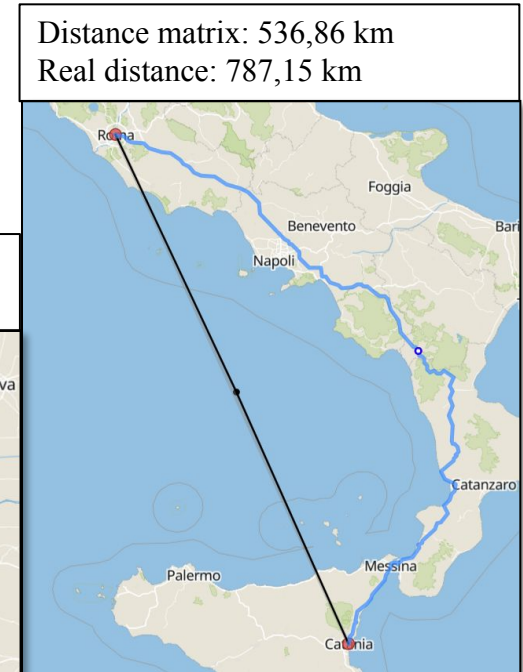 Distance matrix: 536,86 km
Real distance: 787,15 km
Roma
Foggia
Benevento
Bari
Napoli
va
Catanzaro
Messina
Palermo
Catania